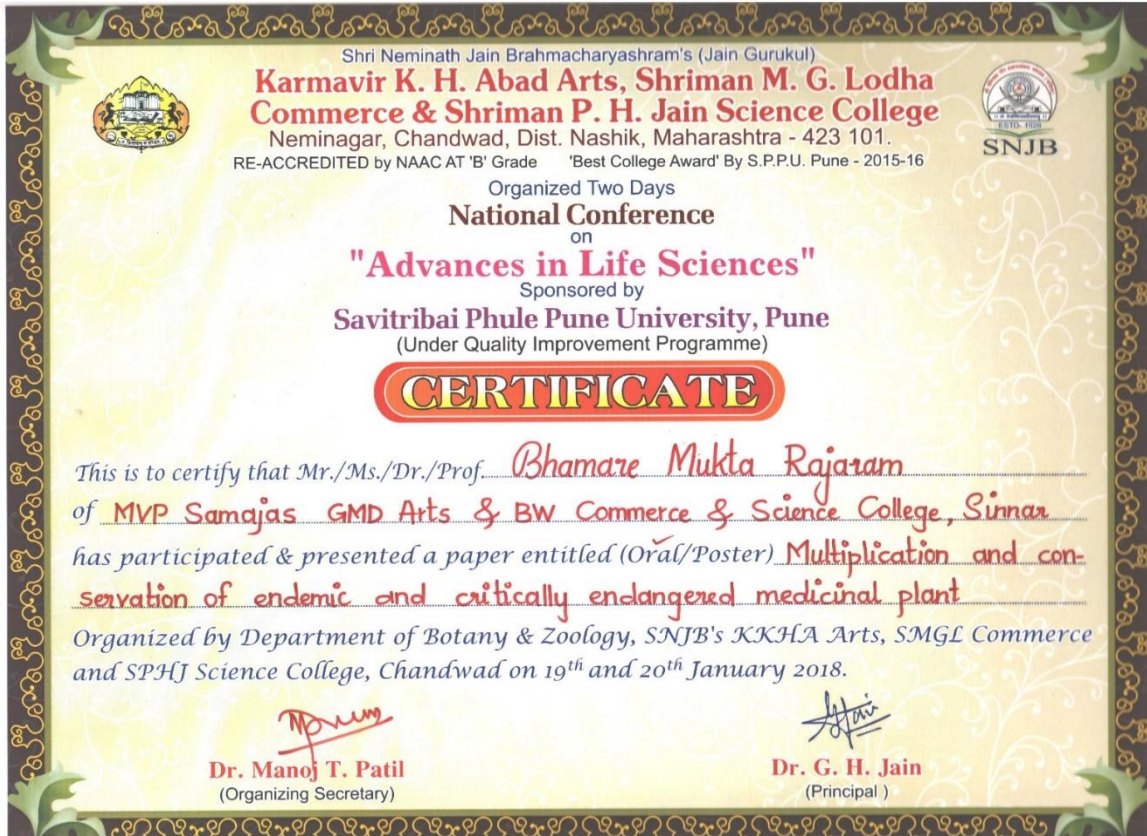 Shri Neminath Jain Brahmacharyashram's (Jain Gurukul)
Karmavir K. H. Abad Arts, Shriman M. G. Lodha
Commerce & Shriman P. H. Jain Science College
Neminagar, Chandwad, Dist. Nashik, Maharashtra - 423 101.
RE-ACCREDITED by NAAC AT 'B' Grade 'Best College Award' By S.P.P.U. Pune - 2015-16
ESTD- 1928
SNJB
Organized Two Days
National Conference
on
"Advances in Life Sciences"
Sponsored by
Savitribai Phule Pune University, Pune
(Under Quality Improvement Programme)
CERTIFICATE
This is to certify that Mr./Ms./Dr./Prof. Bhamare Mukta Rajaram
of MVP Samajas GMD Arts & BW Commerce & Science College, Sinnar
has participated & presented a paper entitled (Oral/Poster) Multiplication and con-
servation of endemic and critically endangered medicinal plant
Organized by Department of Botany & Zoology, SNJB's KKHA Arts, SMGL Commerce
and SPHJ Science College, Chandwad on 19th and 20th January 2018.
Dr. Manoj T. Patil
(Organizing Secretary)
Dr. G. H. Jain
(Principal )